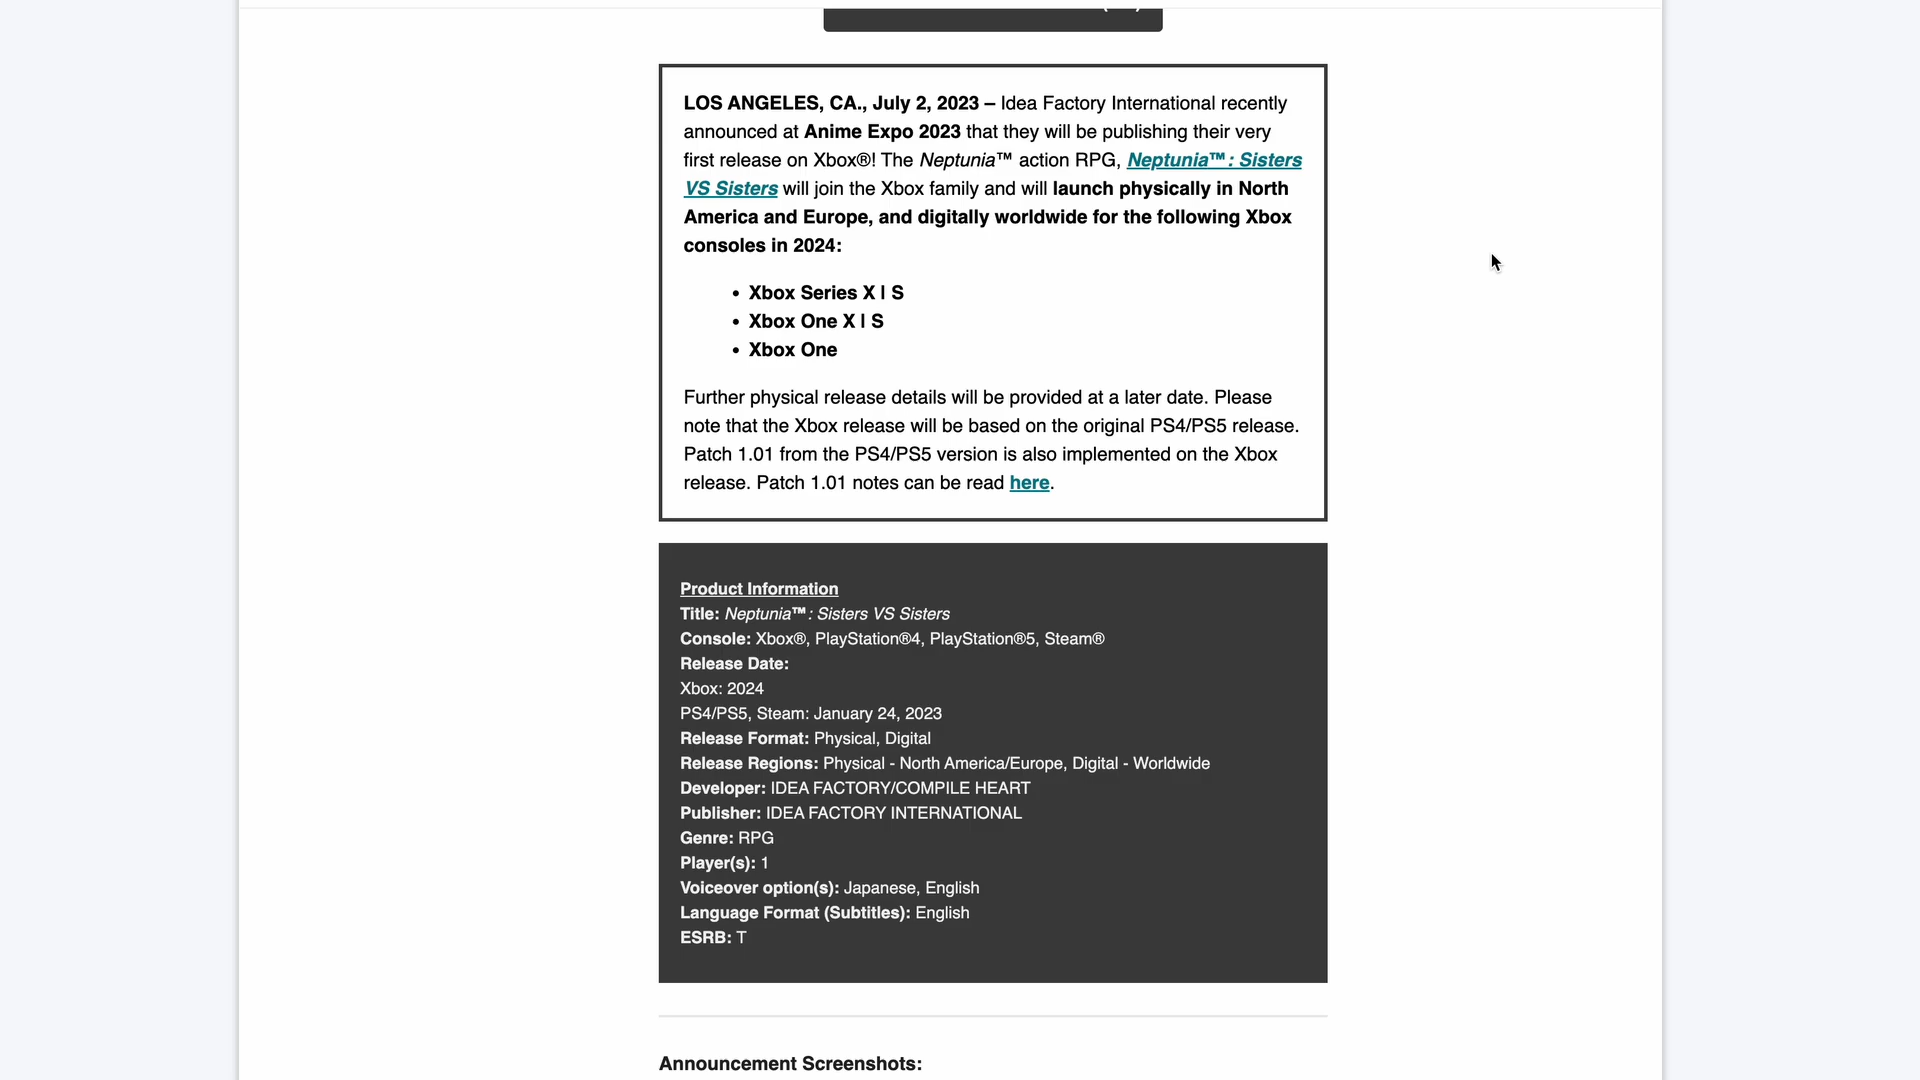 LOS ANGELES, CA., July 2, 2023 – Idea Factory International recently
announced at Anime Expo 2023 that they will be publishing their very
first release on Xbox®! The Neptunia™ action RPG, Neptunia™: Sisters
VS Sisters will join the Xbox family and will launch physically in North
America and Europe, and digitally worldwide for the following Xbox
consoles in 2024:
• Xbox Series X | S
• Xbox One X | S
• Xbox One
Further physical release details will be provided at a later date. Please
note that the Xbox release will be based on the original PS4/PS5 release.
Patch 1.01 from the PS4/PS5 version is also implemented on the Xbox
release. Patch 1.01 notes can be read here.
Product Information
Title: Neptunia™: Sisters VS Sisters
Console: Xbox®, PlayStation®4, PlayStation®5, Steam®
Release Date:
Xbox: 2024
PS4/PS5, Steam: January 24, 2023
Release Format: Physical, Digital
Release Regions: Physical - North America/Europe, Digital - Worldwide
Developer: IDEA FACTORY/COMPILE HEART
Publisher: IDEA FACTORY INTERNATIONAL
Genre: RPG
Player(s): 1
Voiceover option(s): Japanese, English
Language Format (Subtitles): English
ESRB: T
Announcement Screenshots: